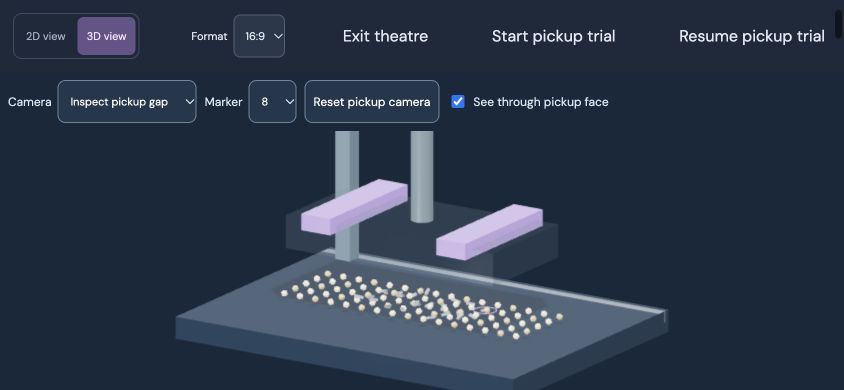 2D view
3D view
Format
16:9
Exit theatre
Start pickup trial
Resume pickup trial
Camera
Inspect pickup gap
Marker
8
Reset pickup camera
See through pickup face